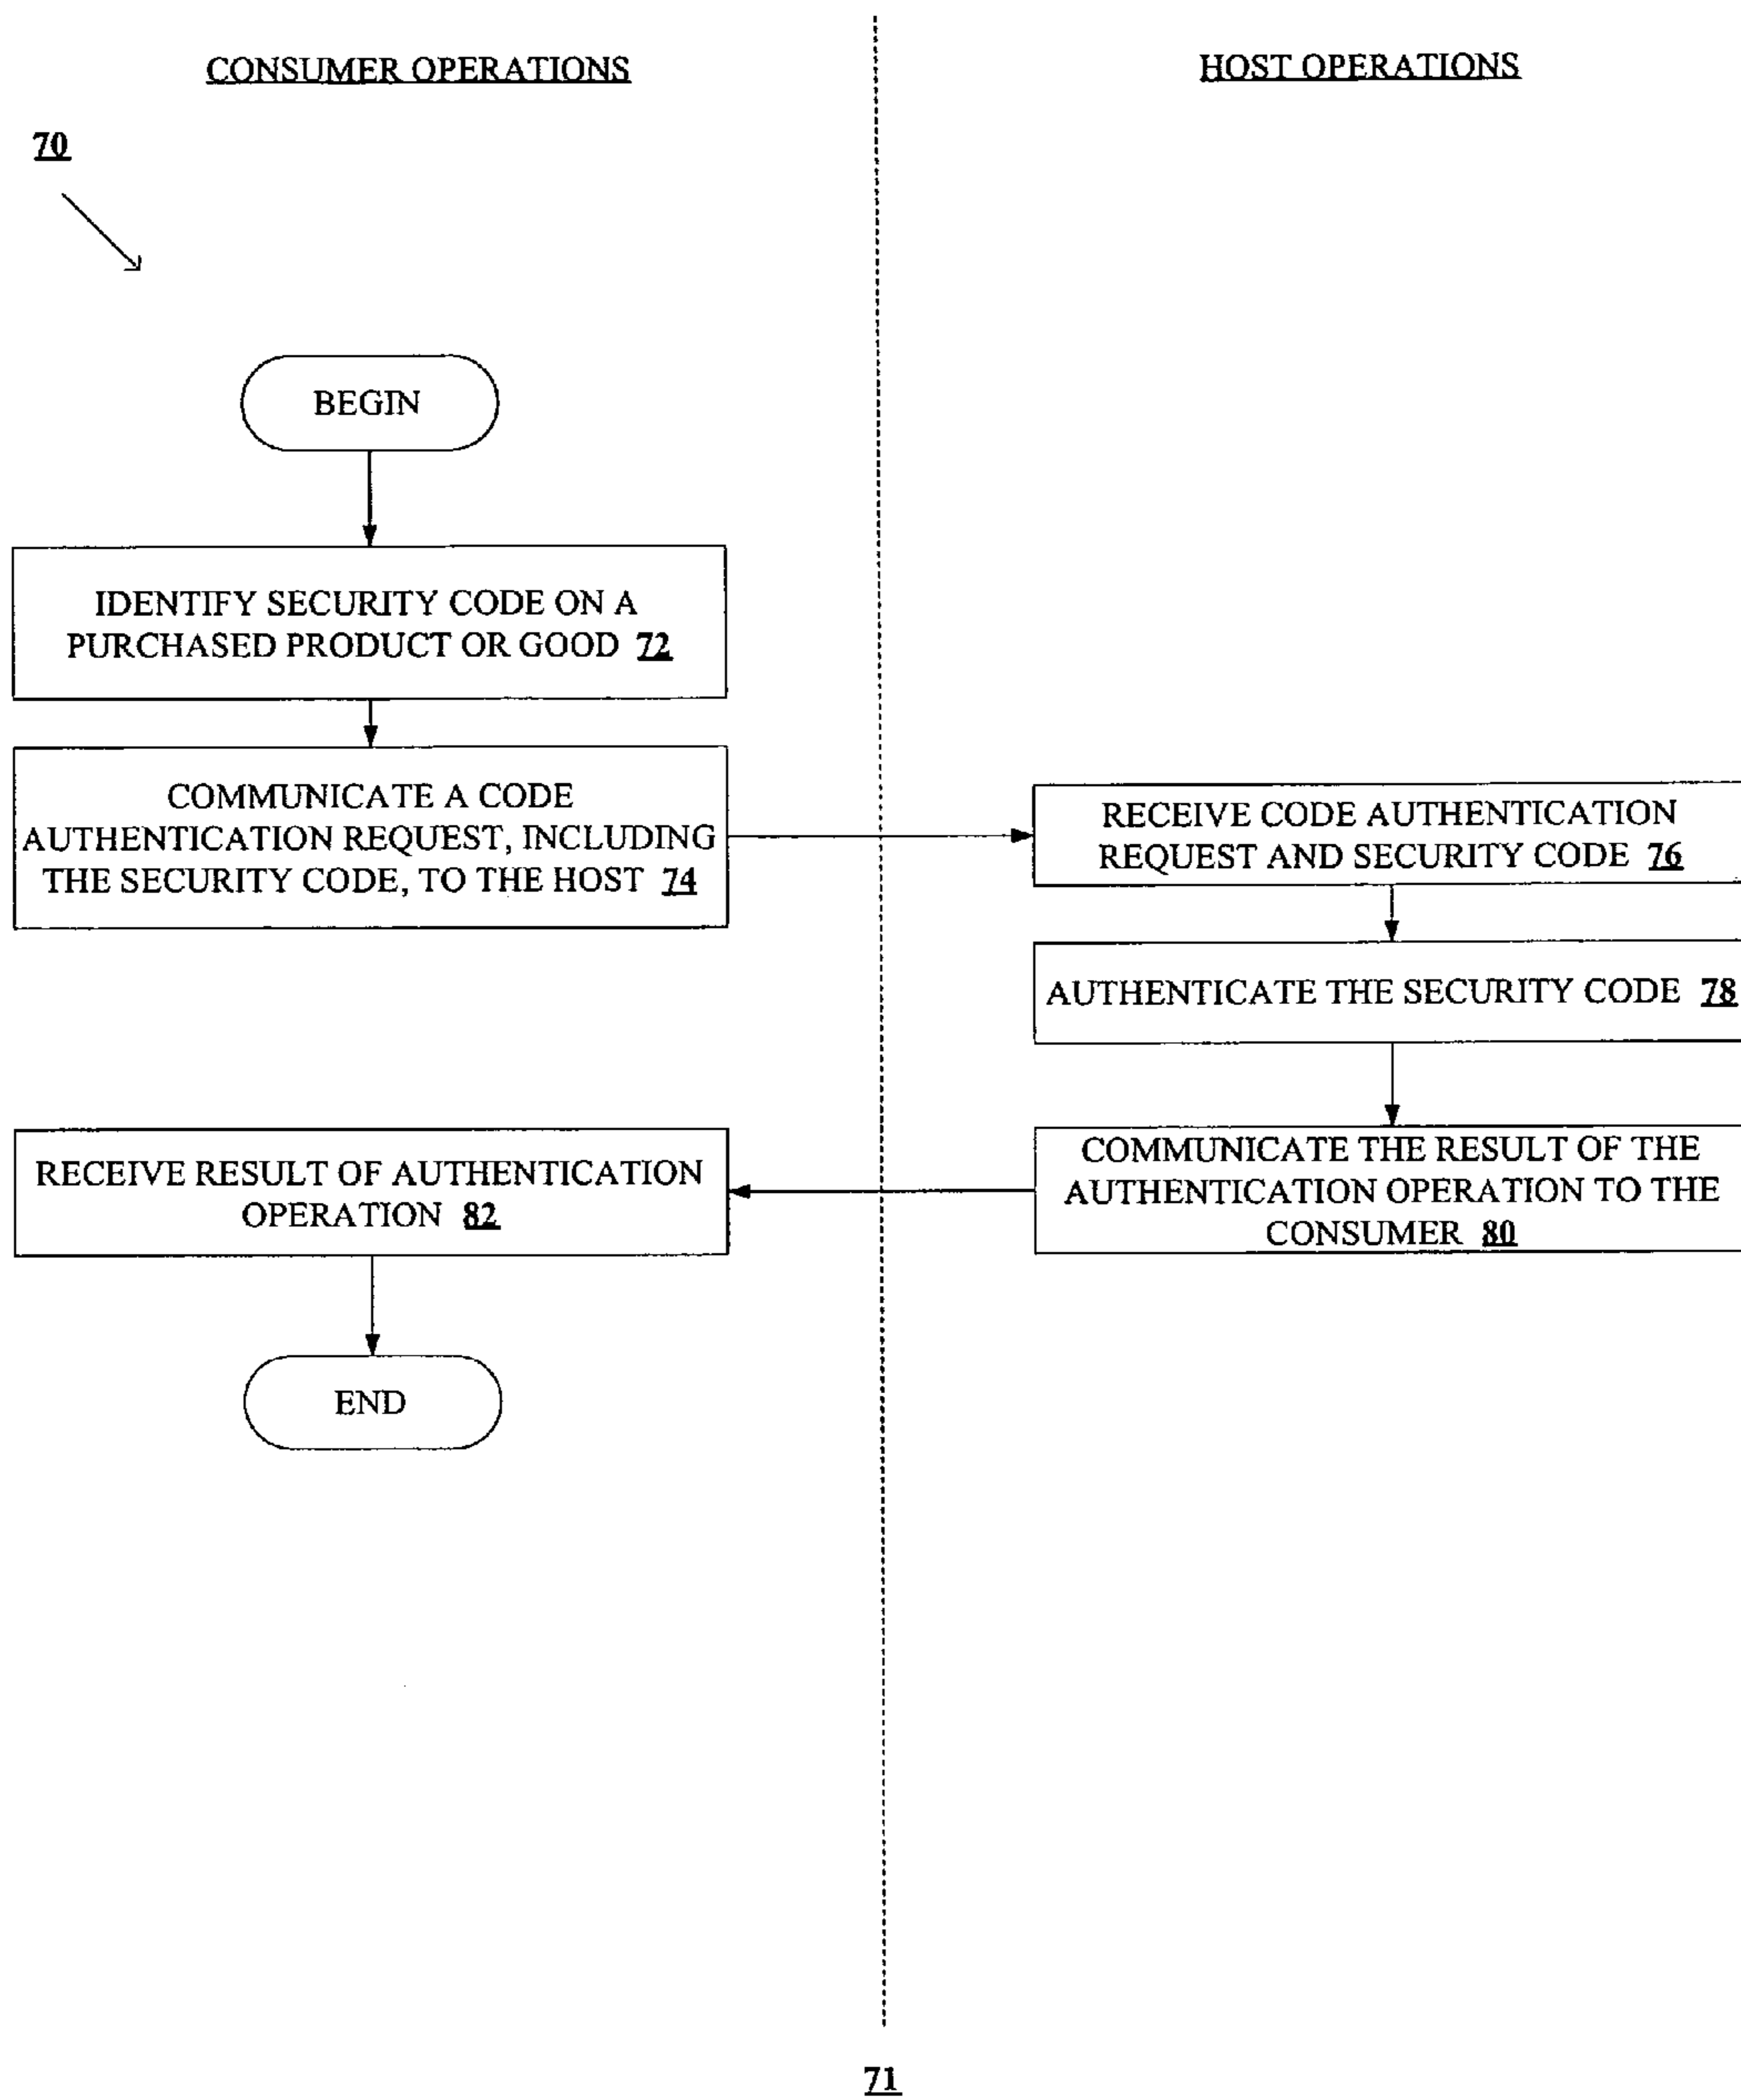 CONSUMER OPERATIONS
HOST OPERATIONS
70
BEGIN
IDENTIFY SECURITY CODE ON A
PURCHASED PRODUCT OR GOOD 72
COMMUNICATE A CODE
AUTHENTICATION REQUEST, INCLUDING
THE SECURITY CODE, TO THE HOST 74
RECEIVE CODE AUTHENTICATION
REQUEST AND SECURITY CODE 76
AUTHENTICATE THE SECURITY CODE 78
COMMUNICATE THE RESULT OF THE
AUTHENTICATION OPERATION TO THE
CONSUMER 80
RECEIVE RESULT OF AUTHENTICATION
OPERATION 82
END
71